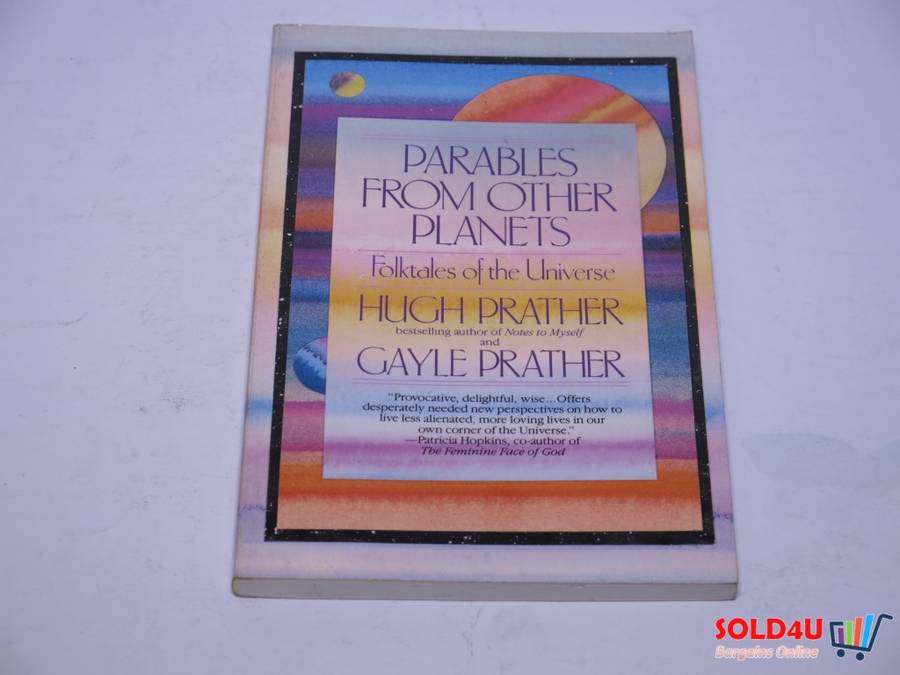 PARABLES
FROM OTHER
PLANETS
Folktales of the Universe
HUGH PRATHER
bestselling author of Notes to Myself
and
GAYLE PRATHER
"Provocative, delightful, wise...Offers
desperately needed new perspectives on how to
live less alienated, more loving lives in our
own corner of the Universe."
—Patricia Hopkins, co-author of
The Feminine Face of God
SOLD4U
Bargains Online